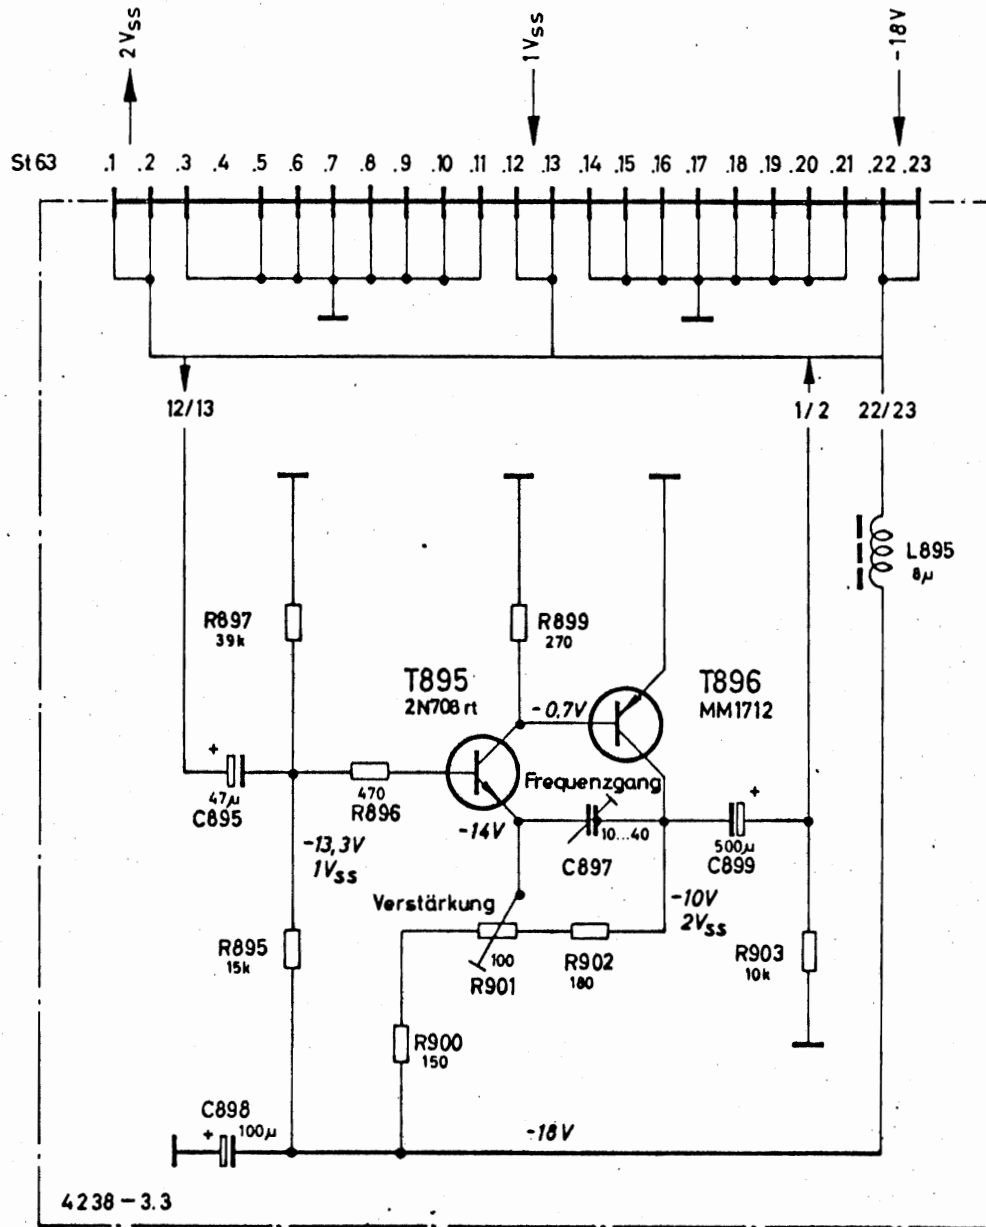 2Vss
1Vss
-18V
St 63 .1 .2 .3 .5 .6 .7 .8 .9 .10 .11 .12 .13 .14 .15 .16 .17 .18 .19 .20 .21 .22 .23
12/13
1/2
22/23
L895
8µ
R897
39k
R899
270
T895
2N708 rt
T896
MM1712
-0,7V
+
47µ
C895
470
R896
Frequenzgang
-14V
10...40
C897
+
500µ
C899
-13,3V
1Vss
-10V
2Vss
Verstärkung
R895
15k
100
R901
R902
180
R903
10k
R900
150
C898
+
100µ
-18V
4238-3.3